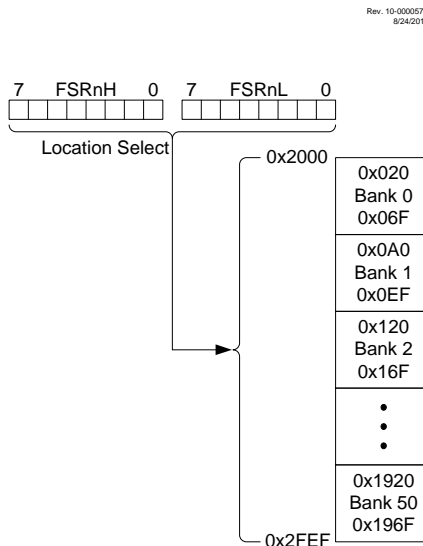 Rev. 10-000057
8/24/201
7 FSRnH 0 7 FSRnL 0
Location Select
0x2000
0x020
Bank 0
0x06F
0x0A0
Bank 1
0x0EF
0x120
Bank 2
0x16F
0x1920
Bank 50
0x196F
0x2FEF